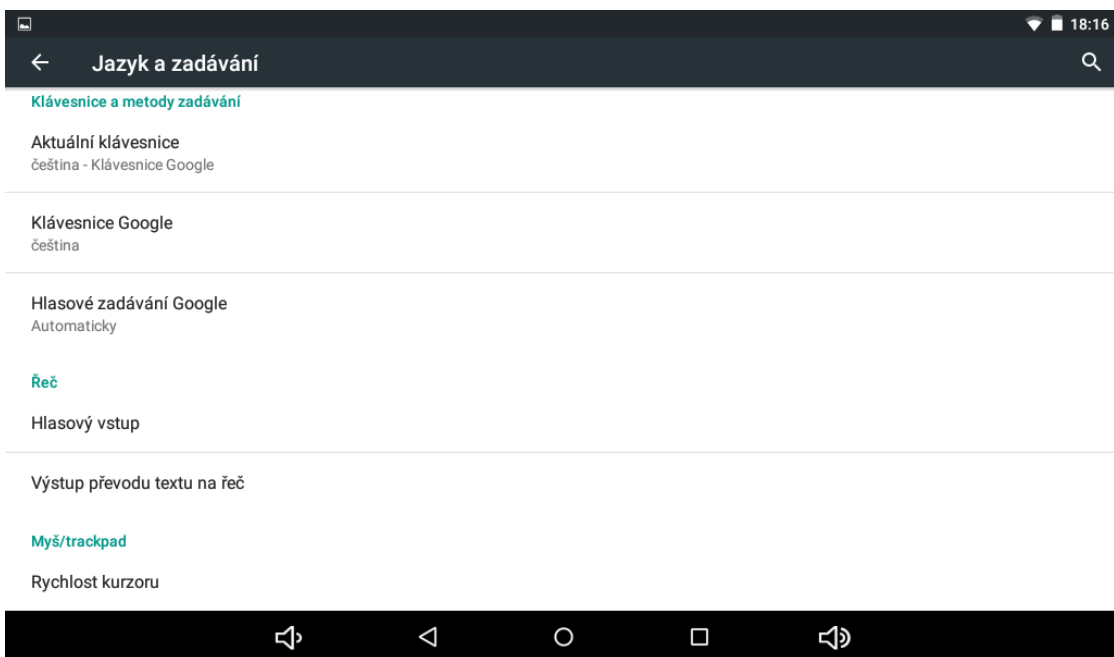 18:16
Jazyk a zadávání
Klávesnice a metody zadávání
Aktuální klávesnice
čeština - Klávesnice Google
Klávesnice Google
čeština
Hlasové zadávání Google
Automaticky
Řeč
Hlasový vstup
Výstup převodu textu na řeč
Myš/trackpad
Rychlost kurzoru